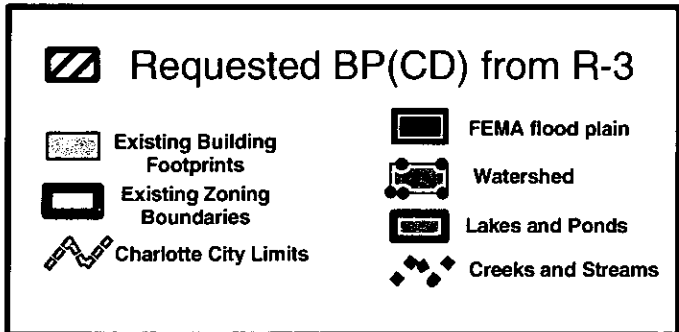 Requested BP(CD) from R-3
Existing Building
Footprints
Existing Zoning
Boundaries
Charlotte City Limits
FEMA flood plain
Watershed
Lakes and Ponds
Creeks and Streams